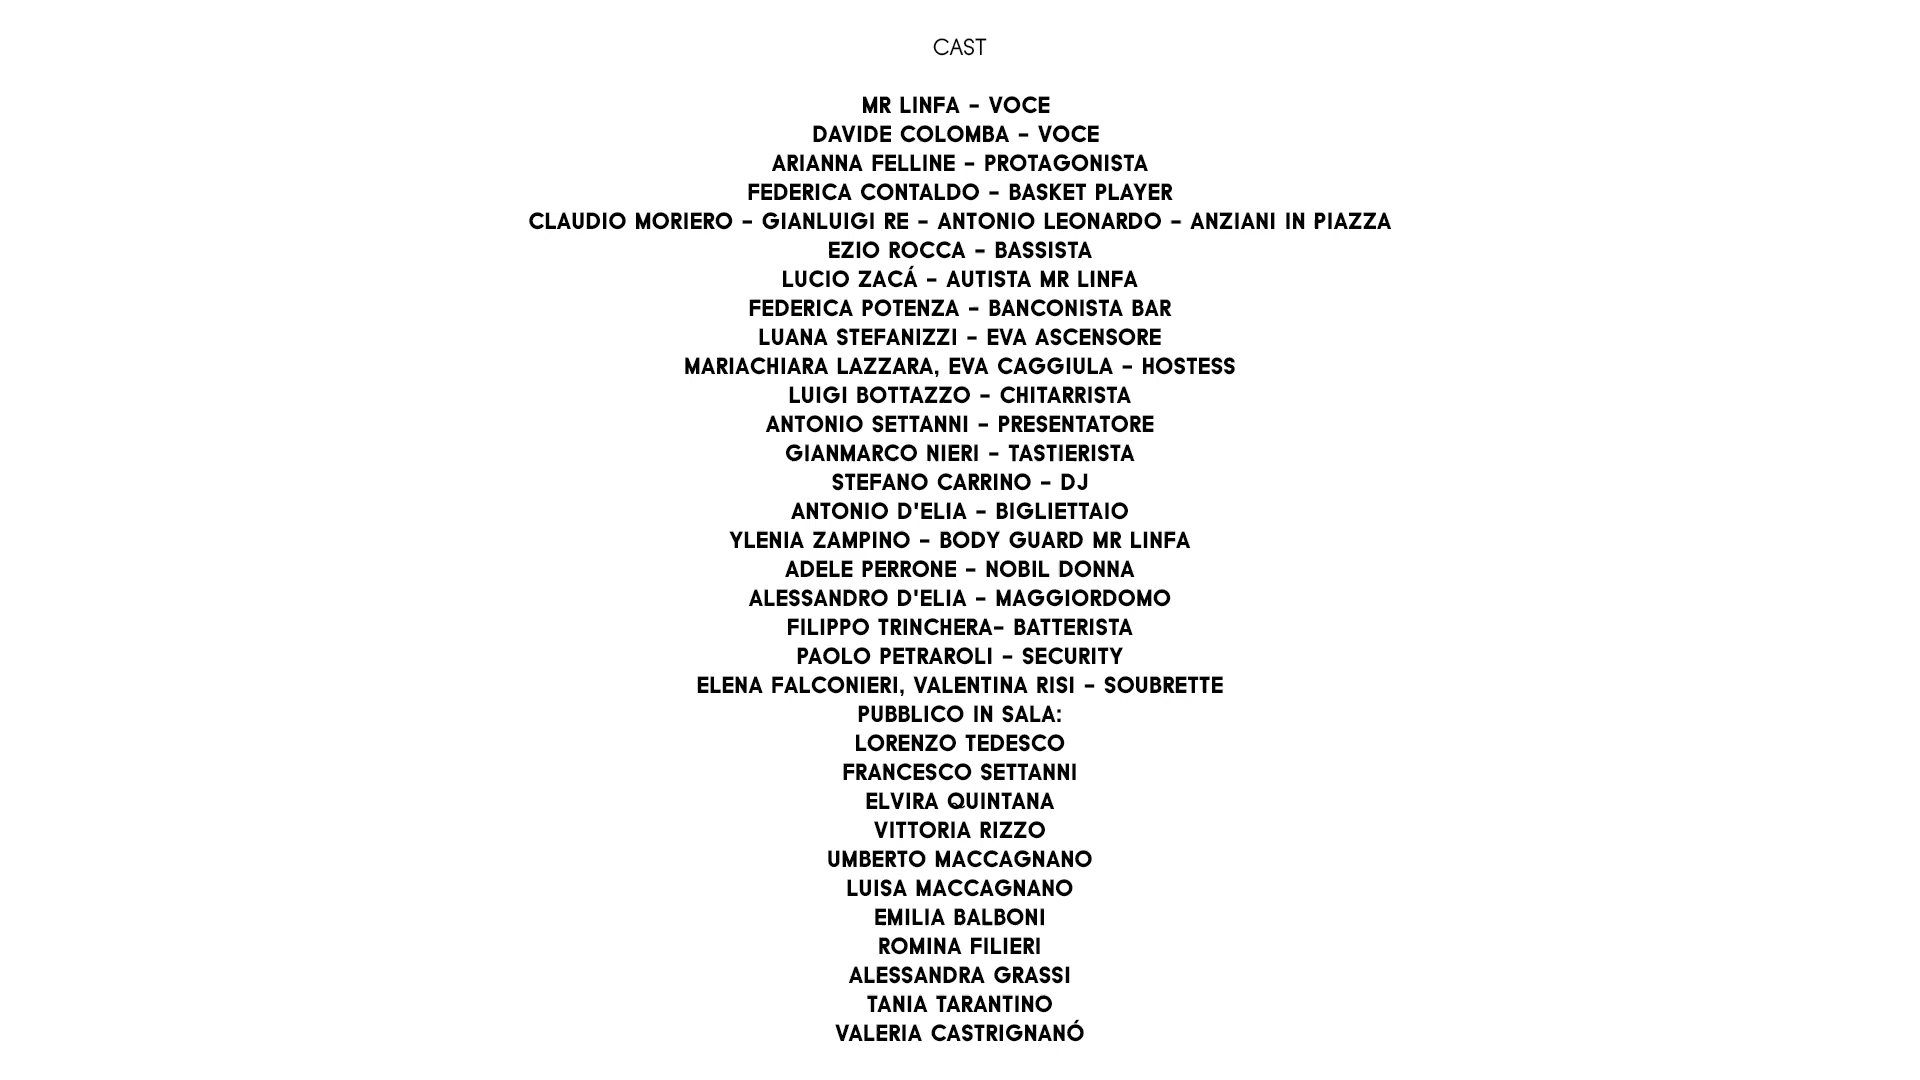 CAST
MR LINFA - VOCE
DAVIDE COLOMBA - VOCE
ARIANNA FELLINE - PROTAGONISTA
FEDERICA CONTALDO - BASKET PLAYER
CLAUDIO MORIERO - GIANLUIGI RE - ANTONIO LEONARDO - ANZIANI IN PIAZZA
EZIO ROCCA - BASSISTA
LUCIO ZACÁ - AUTISTA MR LINFA
FEDERICA POTENZA - BANCONISTA BAR
LUANA STEFANIZZI - EVA ASCENSORE
MARIACHIARA LAZZARA, EVA CAGGIULA - HOSTESS
LUIGI BOTTAZZO - CHITARRISTA
ANTONIO SETTANNI - PRESENTATORE
GIANMARCO NIERI - TASTIERISTA
STEFANO CARRINO - DJ
ANTONIO D'ELIA - BIGLIETTAIO
YLENIA ZAMPINO - BODY GUARD MR LINFA
ADELE PERRONE - NOBIL DONNA
ALESSANDRO D'ELIA - MAGGIORDOMO
FILIPPO TRINCHERA- BATTERISTA
PAOLO PETRAROLI - SECURITY
ELENA FALCONIERI, VALENTINA RISI - SOUBRETTE
PUBBLICO IN SALA:
LORENZO TEDESCO
FRANCESCO SETTANNI
ELVIRA QUINTANA
VITTORIA RIZZO
UMBERTO MACCAGNANO
LUISA MACCAGNANO
EMILIA BALBONI
ROMINA FILIERI
ALESSANDRA GRASSI
TANIA TARANTINO
VALERIA CASTRIGNANÓ